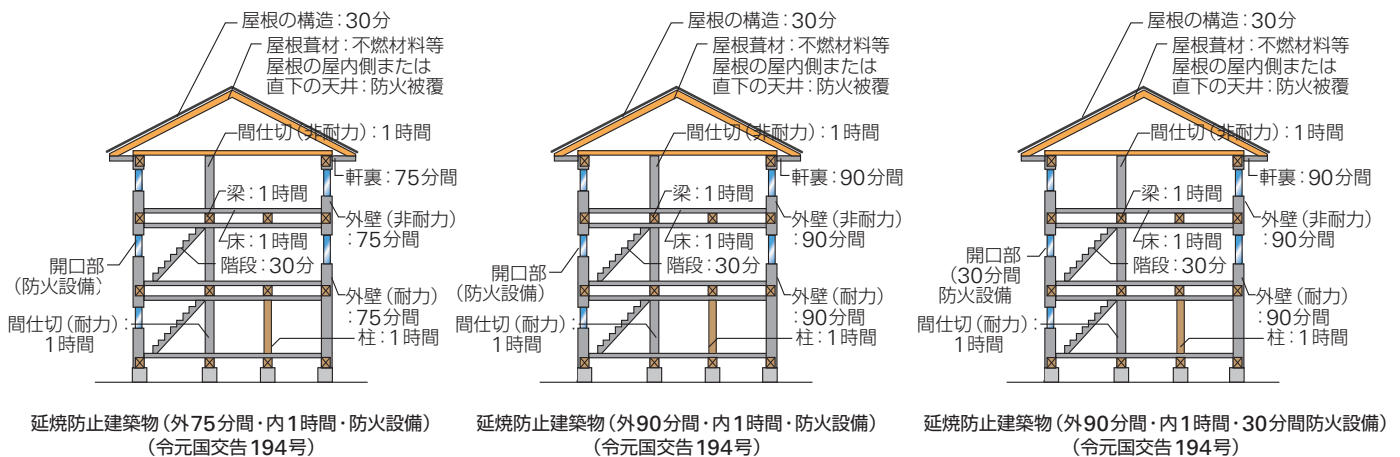 屋根の構造：30分
屋根葺材：不燃材料等
屋根の屋内側または
直下の天井：防火被覆
間仕切（非耐力）：1時間
軒裏：75分間
梁：1時間
外壁（非耐力）
：75分間
床：1時間
階段：30分
開口部
（防火設備）
外壁（耐力）
：75分間
間仕切（耐力）：
1時間
柱：1時間
延焼防止建築物（外75分間・内1時間・防火設備）
（令元国交告194号）
屋根の構造：30分
屋根葺材：不燃材料等
屋根の屋内側または
直下の天井：防火被覆
間仕切（非耐力）：1時間
軒裏：90分間
梁：1時間
外壁（非耐力）
：90分間
床：1時間
階段：30分
開口部
（防火設備）
外壁（耐力）
：90分間
間仕切（耐力）：
1時間
柱：1時間
延焼防止建築物（外90分間・内1時間・防火設備）
（令元国交告194号）
屋根の構造：30分
屋根葺材：不燃材料等
屋根の屋内側または
直下の天井：防火被覆
間仕切（非耐力）：1時間
軒裏：90分間
梁：1時間
外壁（非耐力）
：90分間
床：1時間
階段：30分
開口部
（30分間
防火設備
外壁（耐力）
：90分間
間仕切（耐力）：
1時間
柱：1時間
延焼防止建築物（外90分間・内1時間・30分間防火設備）
（令元国交告194号）